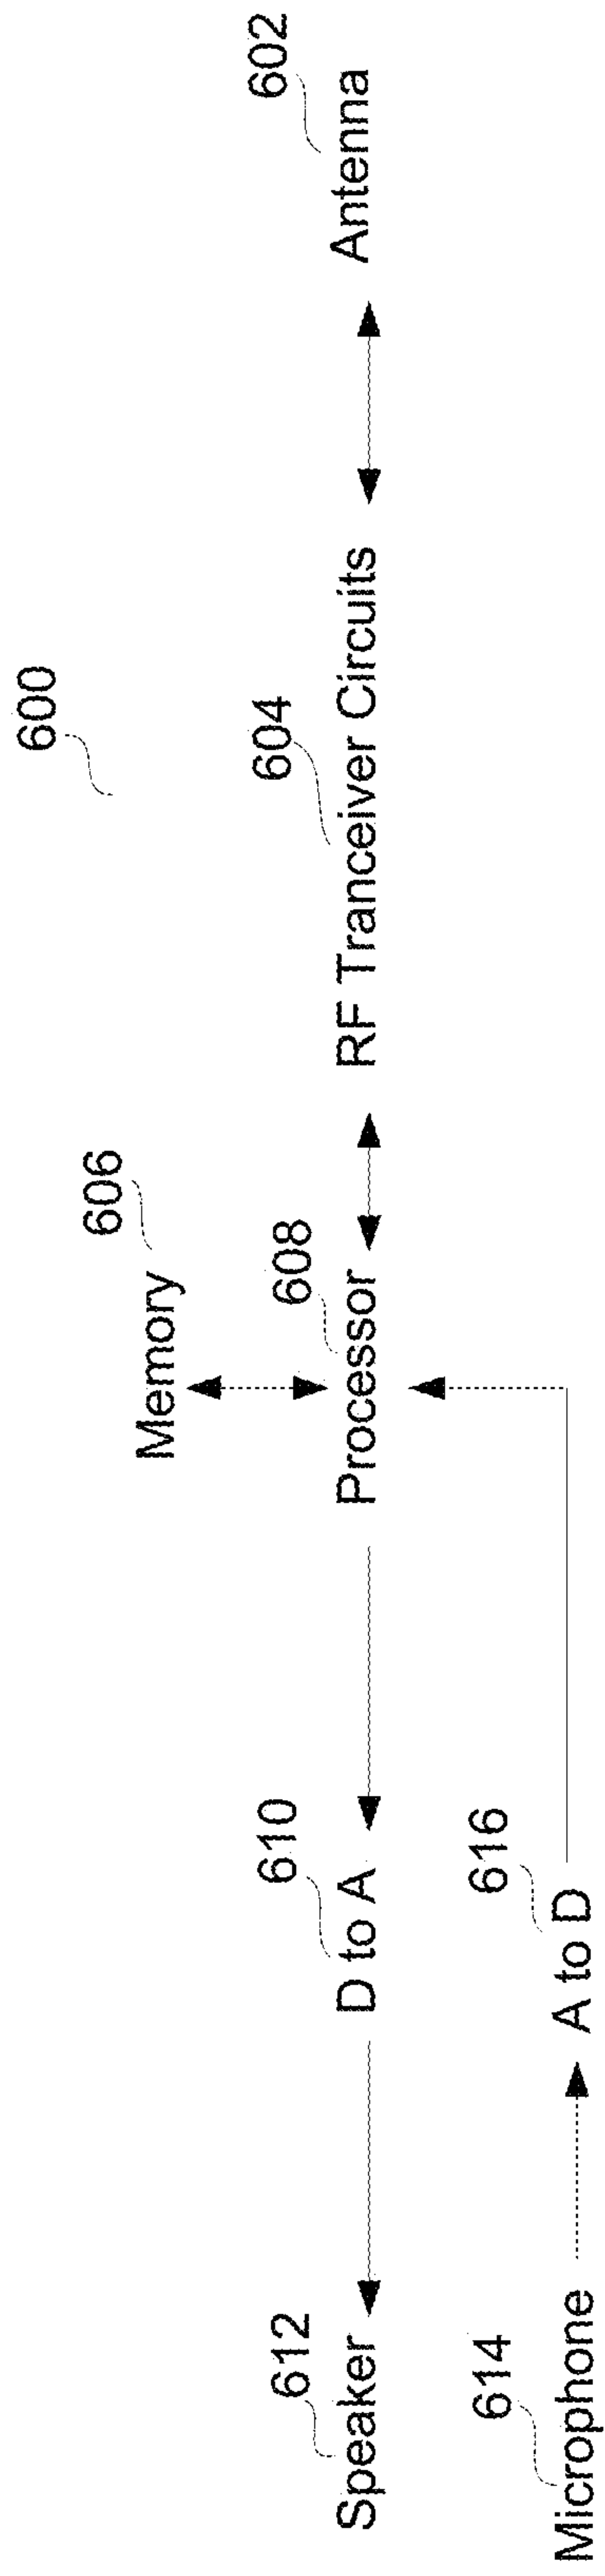 600
606
Memory
602
604
608
610
612
Antenna
RF Tranceiver Circuits
Processor
D to A
Speaker
616
614
A to D
Microphone